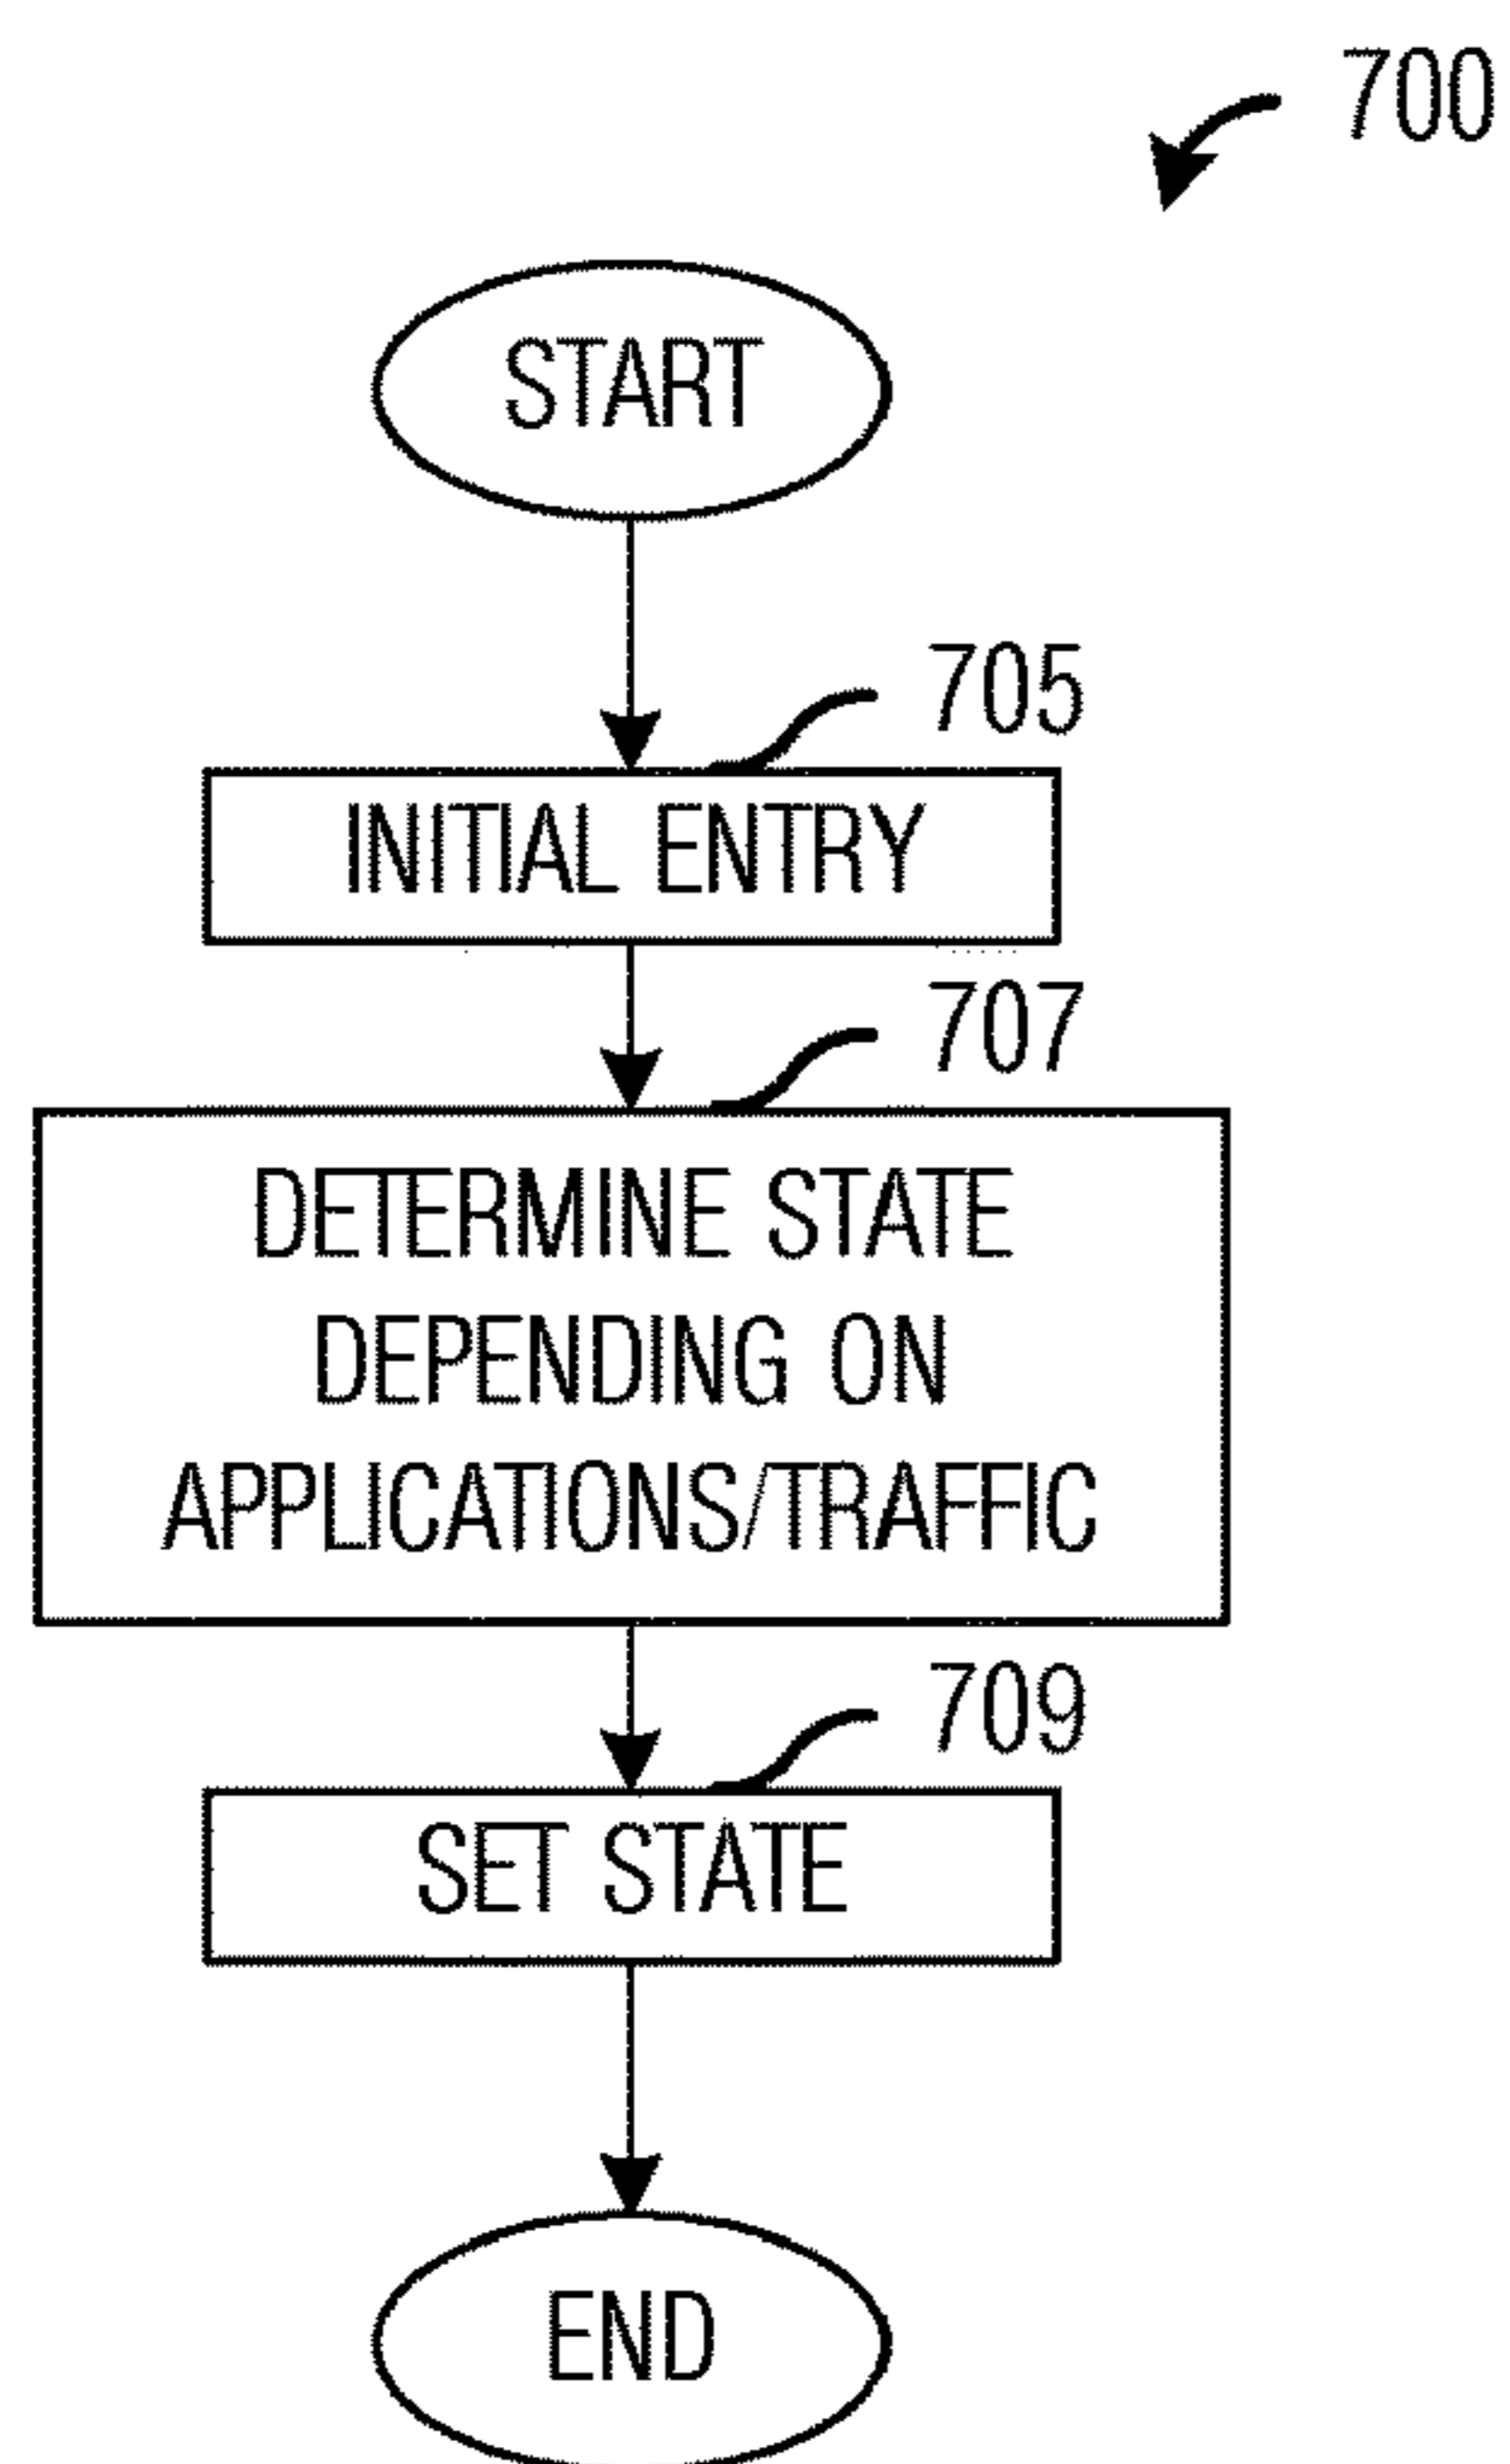 700
START
705
INITIAL ENTRY
707
DETERMINE STATE
DEPENDING ON
APPLICATIONS/TRAFFIC
709
SET STATE
END